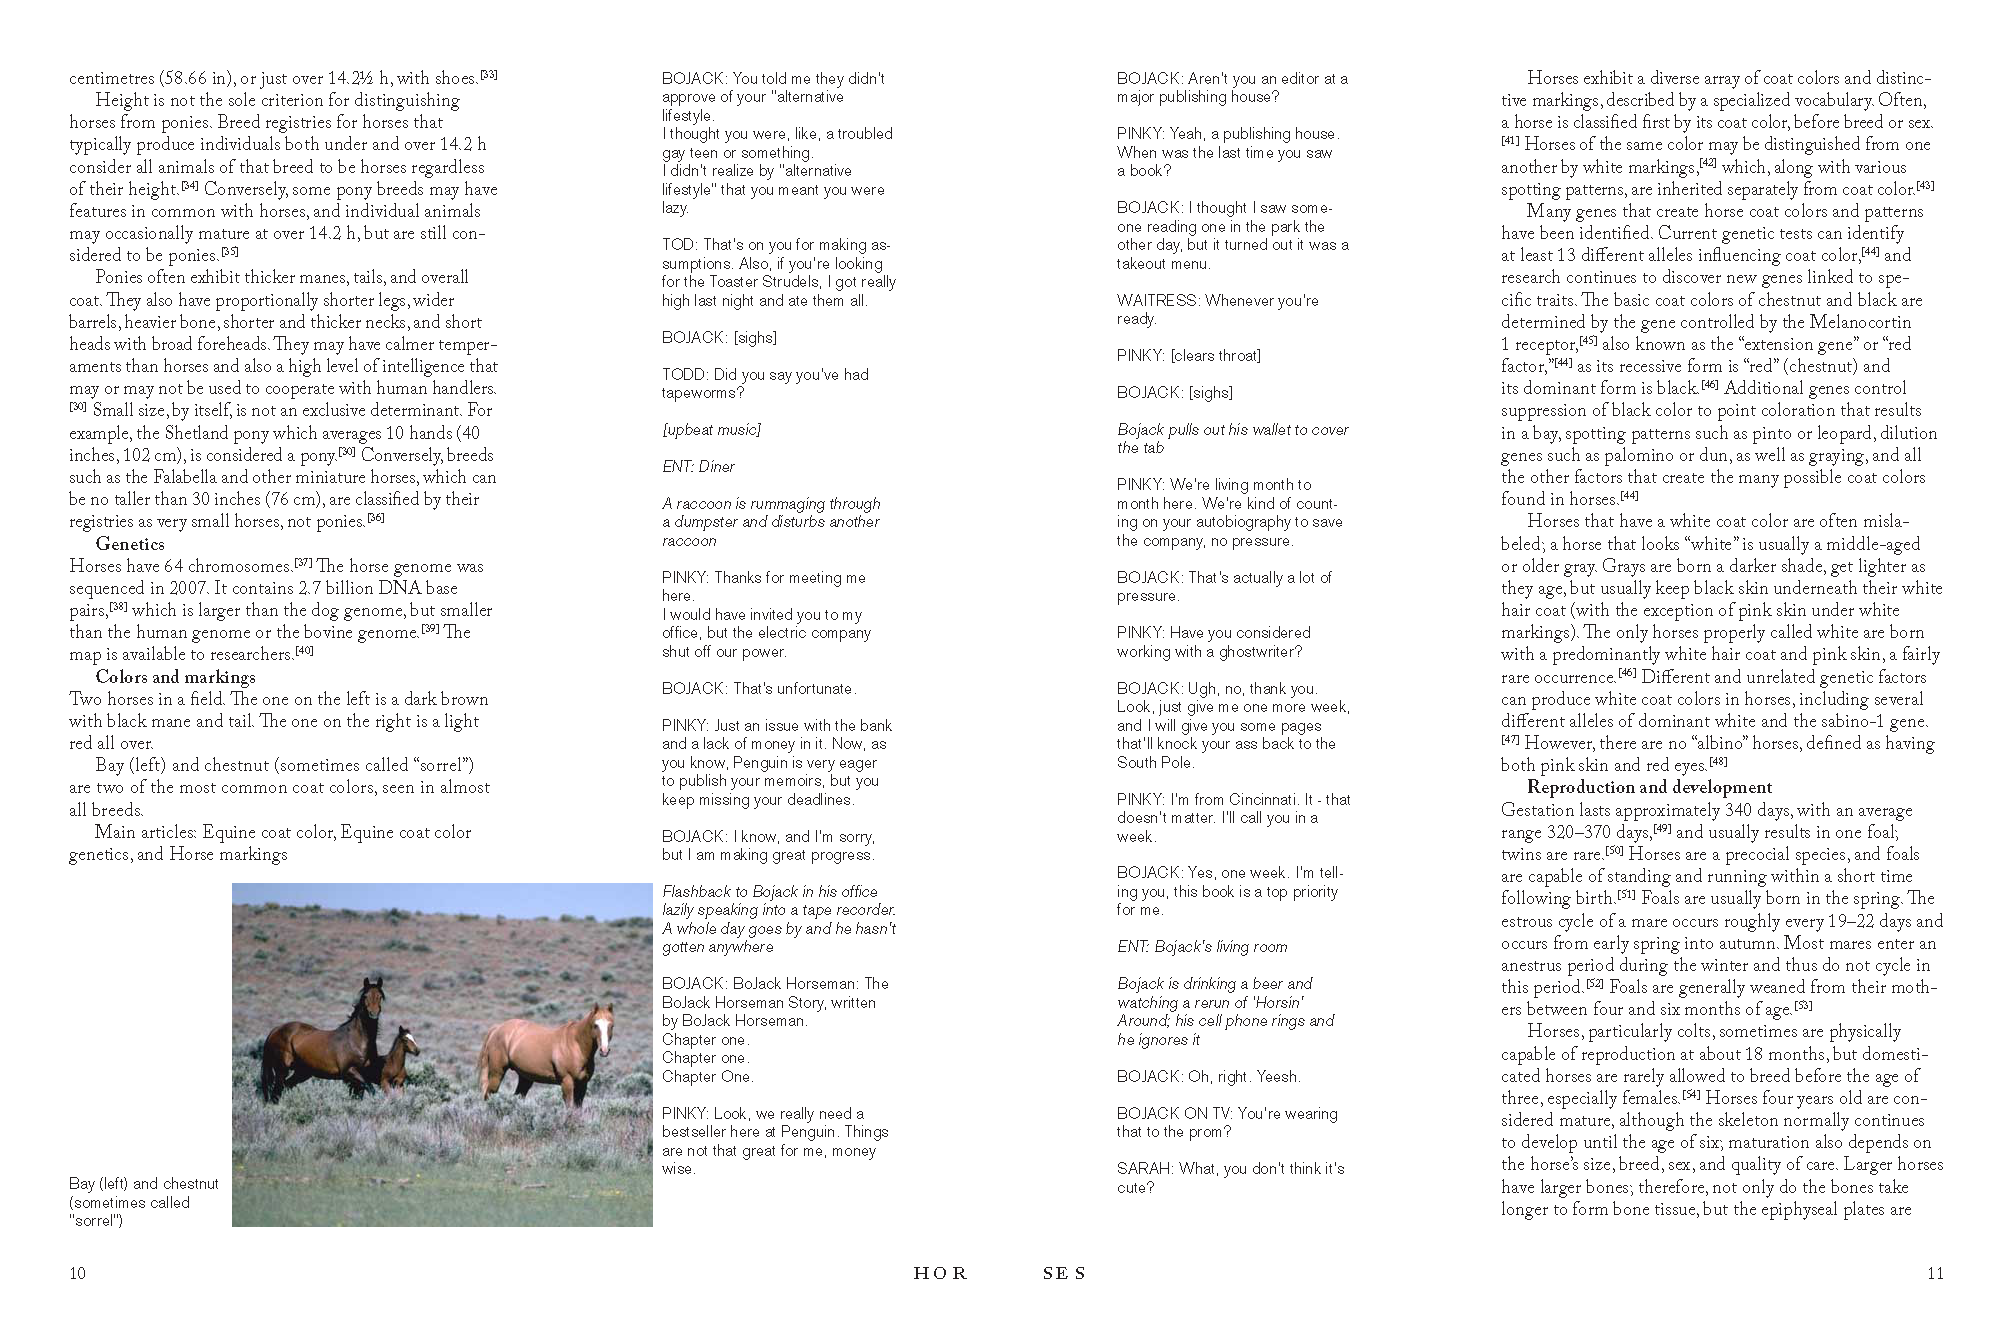 centimetres (58.66 in), or just over 14.2½ h, with shoes.[33]
Height is not the sole criterion for distinguishing
horses from ponies. Breed registries for horses that
typically produce individuals both under and over 14.2 h
consider all animals of that breed to be horses regardless
of their height.[34] Conversely, some pony breeds may have
features in common with horses, and individual animals
may occasionally mature at over 14.2 h, but are still con-
sidered to be ponies.[35]
Ponies often exhibit thicker manes, tails, and overall
coat. They also have proportionally shorter legs, wider
barrels, heavier bone, shorter and thicker necks, and short
heads with broad foreheads. They may have calmer temper-
aments than horses and also a high level of intelligence that
may or may not be used to cooperate with human handlers.
[30] Small size, by itself, is not an exclusive determinant. For
example, the Shetland pony which averages 10 hands (40
inches, 102 cm), is considered a pony.[30] Conversely, breeds
such as the Falabella and other miniature horses, which can
be no taller than 30 inches (76 cm), are classified by their
registries as very small horses, not ponies.[36]
Genetics
Horses have 64 chromosomes.[37] The horse genome was
sequenced in 2007. It contains 2.7 billion DNA base
pairs,[38] which is larger than the dog genome, but smaller
than the human genome or the bovine genome.[39] The
map is available to researchers.[40]
Colors and markings
Two horses in a field. The one on the left is a dark brown
with black mane and tail. The one on the right is a light
red all over.
Bay (left) and chestnut (sometimes called “sorrel”)
are two of the most common coat colors, seen in almost
all breeds.
Main articles: Equine coat color, Equine coat color
genetics, and Horse markings
Bay (left) and chestnut
(sometimes called
"sorrel")
BOJACK: You told me they didn't
approve of your "alternative
lifestyle.
I thought you were, like, a troubled
gay teen or something.
I didn't realize by "alternative
lifestyle" that you meant you were
lazy.
TOD: That's on you for making as-
sumptions. Also, if you're looking
for the Toaster Strudels, I got really
high last night and ate them all.
BOJACK: [sighs]
TODD: Did you say you've had
tapeworms?
[upbeat music]
ENT: Diner
A raccoon is rummaging through
a dumpster and disturbs another
raccoon
PINKY: Thanks for meeting me
here.
I would have invited you to my
office, but the electric company
shut off our power.
BOJACK: That's unfortunate.
PINKY: Just an issue with the bank
and a lack of money in it. Now, as
you know, Penguin is very eager
to publish your memoirs, but you
keep missing your deadlines.
BOJACK: I know, and I'm sorry,
but I am making great progress.
Flashback to Bojack in his office
lazily speaking into a tape recorder.
A whole day goes by and he hasn't
gotten anywhere
BOJACK: BoJack Horseman: The
BoJack Horseman Story, written
by BoJack Horseman.
Chapter one.
Chapter one.
Chapter One.
PINKY: Look, we really need a
bestseller here at Penguin. Things
are not that great for me, money
wise.
BOJACK: Aren't you an editor at a
major publishing house?
PINKY: Yeah, a publishing house.
When was the last time you saw
a book?
BOJACK: I thought I saw some-
one reading one in the park the
other day, but it turned out it was a
takeout menu.
WAITRESS: Whenever you're
ready.
PINKY: [clears throat]
BOJACK: [sighs]
Bojack pulls out his wallet to cover
the tab
PINKY: We're living month to
month here. We're kind of count-
ing on your autobiography to save
the company, no pressure.
BOJACK: That's actually a lot of
pressure.
PINKY: Have you considered
working with a ghostwriter?
BOJACK: Ugh, no, thank you.
Look, just give me one more week,
and I will give you some pages
that'll knock your ass back to the
South Pole.
PINKY: I'm from Cincinnati. It - that
doesn't matter. I'll call you in a
week.
BOJACK: Yes, one week. I'm tell-
ing you, this book is a top priority
for me.
ENT: Bojack's living room
Bojack is drinking a beer and
watching a rerun of 'Horsin'
Around; his cell phone rings and
he ignores it
BOJACK: Oh, right. Yeesh.
BOJACK ON TV: You're wearing
that to the prom?
SARAH: What, you don't think it's
cute?
Horses exhibit a diverse array of coat colors and distinc-
tive markings, described by a specialized vocabulary. Often,
a horse is classified first by its coat color, before breed or sex.
[41] Horses of the same color may be distinguished from one
another by white markings,[42] which, along with various
spotting patterns, are inherited separately from coat color.[43]
Many genes that create horse coat colors and patterns
have been identified. Current genetic tests can identify
at least 13 different alleles influencing coat color,[44] and
research continues to discover new genes linked to spe-
cific traits. The basic coat colors of chestnut and black are
determined by the gene controlled by the Melanocortin
1 receptor,[45] also known as the “extension gene” or “red
factor,”[44] as its recessive form is “red” (chestnut) and
its dominant form is black.[46] Additional genes control
suppression of black color to point coloration that results
in a bay, spotting patterns such as pinto or leopard, dilution
genes such as palomino or dun, as well as graying, and all
the other factors that create the many possible coat colors
found in horses.[44]
Horses that have a white coat color are often misla-
beled; a horse that looks “white” is usually a middle-aged
or older gray. Grays are born a darker shade, get lighter as
they age, but usually keep black skin underneath their white
hair coat (with the exception of pink skin under white
markings). The only horses properly called white are born
with a predominantly white hair coat and pink skin, a fairly
rare occurrence.[46] Different and unrelated genetic factors
can produce white coat colors in horses, including several
different alleles of dominant white and the sabino-1 gene.
[47] However, there are no “albino” horses, defined as having
both pink skin and red eyes.[48]
Reproduction and development
Gestation lasts approximately 340 days, with an average
range 320–370 days,[49] and usually results in one foal;
twins are rare.[50] Horses are a precocial species, and foals
are capable of standing and running within a short time
following birth.[51] Foals are usually born in the spring. The
estrous cycle of a mare occurs roughly every 19–22 days and
occurs from early spring into autumn. Most mares enter an
anestrus period during the winter and thus do not cycle in
this period.[52] Foals are generally weaned from their moth-
ers between four and six months of age.[53]
Horses, particularly colts, sometimes are physically
capable of reproduction at about 18 months, but domesti-
cated horses are rarely allowed to breed before the age of
three, especially females.[54] Horses four years old are con-
sidered mature, although the skeleton normally continues
to develop until the age of six; maturation also depends on
the horse’s size, breed, sex, and quality of care. Larger horses
have larger bones; therefore, not only do the bones take
longer to form bone tissue, but the epiphyseal plates are
10
HOR SES
11